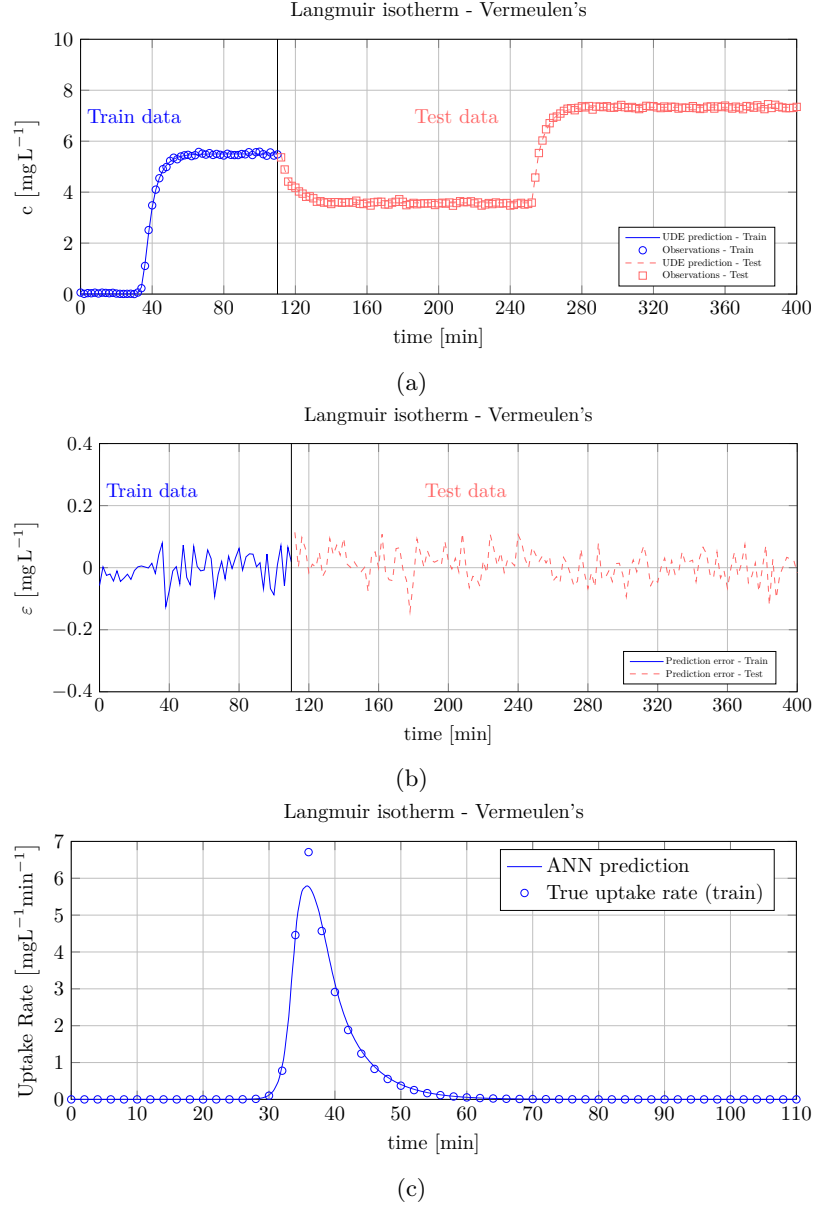 Langmuir isotherm - Vermeulen's
10
8
6
4
2
0
c [mg L⁻¹]
Train data
Test data
UDE prediction - Train
Observations - Train
UDE prediction - Test
Observations - Test
0 40 80 120 160 200 240 280 320 360 400
time [min]
(a)
Langmuir isotherm - Vermeulen's
0.4
0.2
0
−0.2
−0.4
ε [mg L⁻¹]
Train data
Test data
Prediction error - Train
Prediction error - Test
0 40 80 120 160 200 240 280 320 360 400
time [min]
(b)
Langmuir isotherm - Vermeulen's
7
6
5
4
3
2
1
0
Uptake Rate [mgL⁻¹min⁻¹]
ANN prediction
True uptake rate (train)
0 10 20 30 40 50 60 70 80 90 100 110
time [min]
(c)